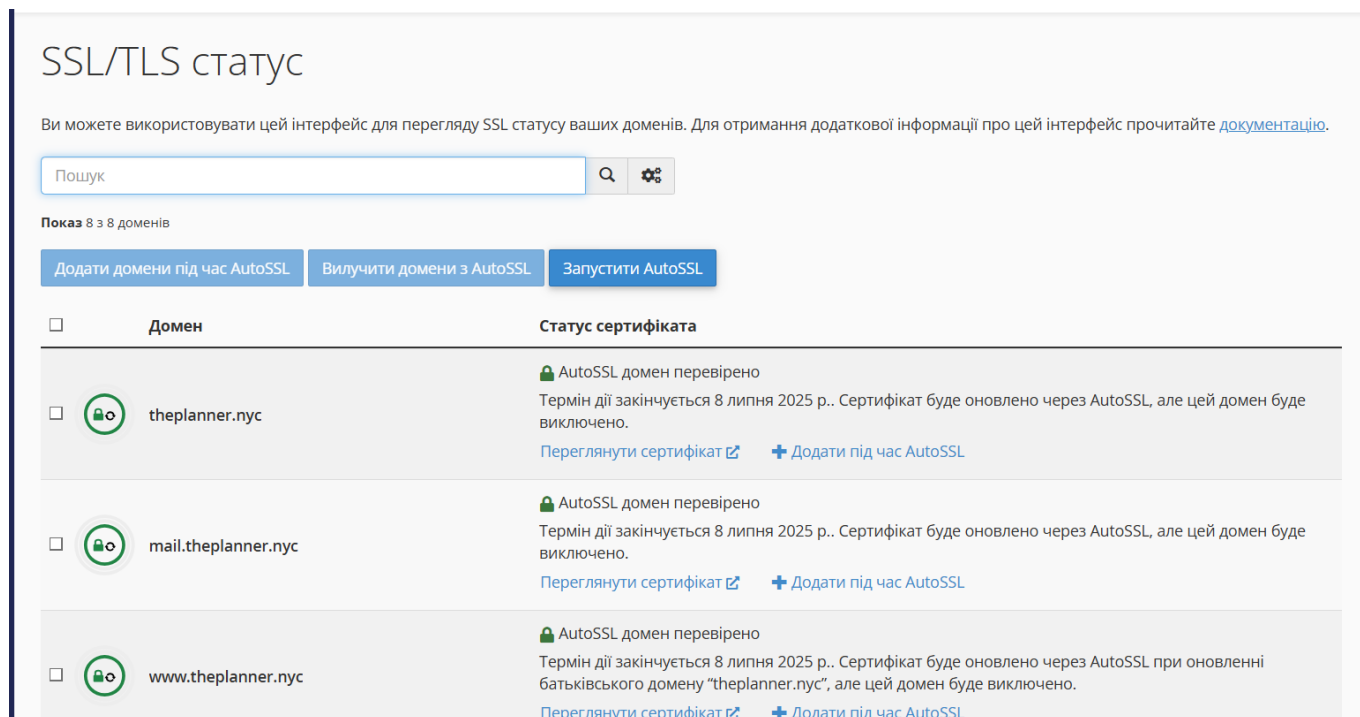 SSL/TLS статус
Ви можете використовувати цей інтерфейс для перегляду SSL статусу ваших доменів. Для отримання додаткової інформації про цей інтерфейс прочитайте документацію.
Пошук
Показ 8 з 8 доменів
Додати домени під час AutoSSL Вилучити домени з AutoSSL Запустити AutoSSL
Домен Статус сертифіката
AutoSSL домен перевірено
theplanner.nyc
Термін дії закінчується 8 липня 2025 р.. Сертифікат буде оновлено через AutoSSL, але цей домен буде
виключено.
Переглянути сертифікат Додати під час AutoSSL
AutoSSL домен перевірено
mail.theplanner.nyc
Термін дії закінчується 8 липня 2025 р.. Сертифікат буде оновлено через AutoSSL, але цей домен буде
виключено.
Переглянути сертифікат Додати під час AutoSSL
AutoSSL домен перевірено
www.theplanner.nyc
Термін дії закінчується 8 липня 2025 р.. Сертифікат буде оновлено через AutoSSL при оновленні
батьківського домену “theplanner.nyc”, але цей домен буде виключено.
Переглянути сертифікат Додати під час AutoSSL